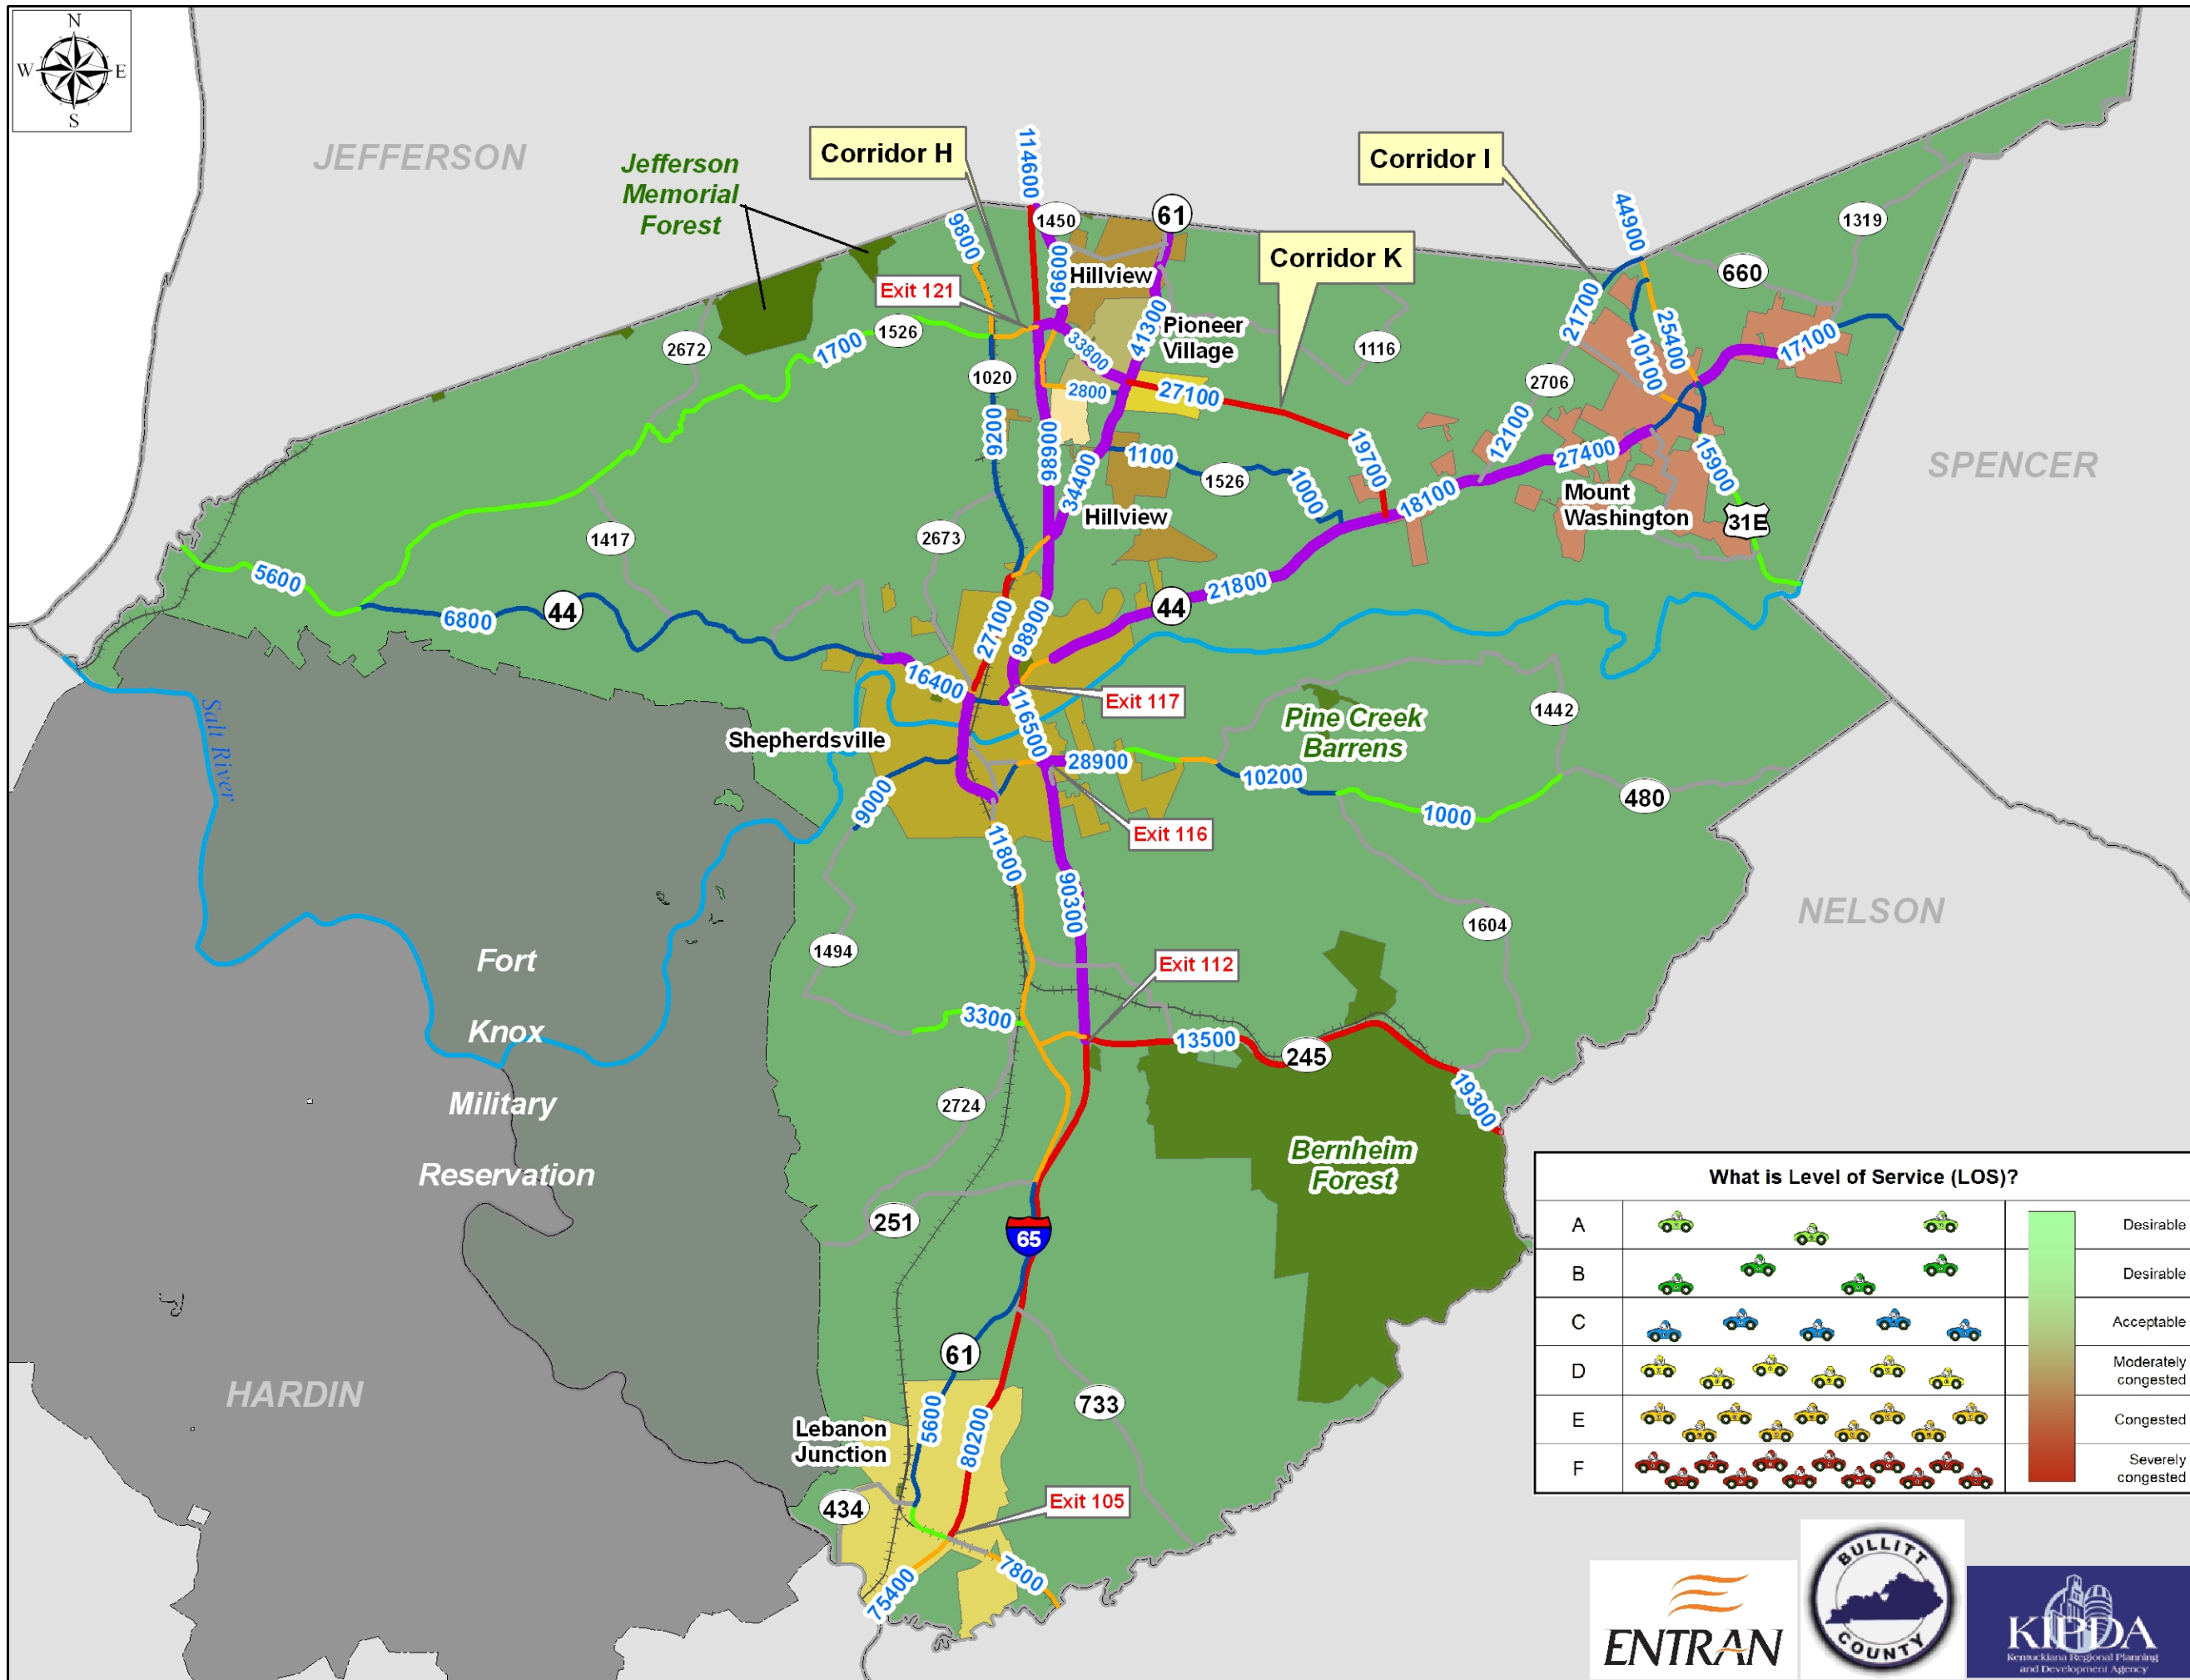 N
W
E
S
JEFFERSON
Jefferson
Memorial
Forest
Corridor H
114600
1450
61
Corridor I
44900
1319
9800
16600
Hillview
Corridor K
660
Exit 121
2672
1700
1526
1020
33800
41300
Pioneer
Village
1116
21700
10100
25400
17100
2800
27100
2706
9200
98900
34400
1100
1526
1000
19700
12100
27400
18100
15900
SPENCER
Hillview
Mount
Washington
31E
1417
2673
5600
6800
44
27100
98900
44
21800
16400
Exit 117
Salt River
116500
Shepherdsville
Pine Creek
Barrens
1442
28900
10200
480
9000
1000
Exit 116
11800
90300
1604
NELSON
1494
Fort
Knox
Military
Reservation
Exit 112
3300
13500
245
19300
2724
Bernheim
Forest
251
65
61
733
HARDIN
Lebanon
Junction
5600
80200
434
Exit 105
75400
7800
What is Level of Service (LOS)?
A Desirable
B Desirable
C Acceptable
D Moderately
congested
E Congested
F Severely
congested
ENTRAN
BULLITT
COUNTY
KIPDA
Kentuckiana Regional Planning
and Development Agency